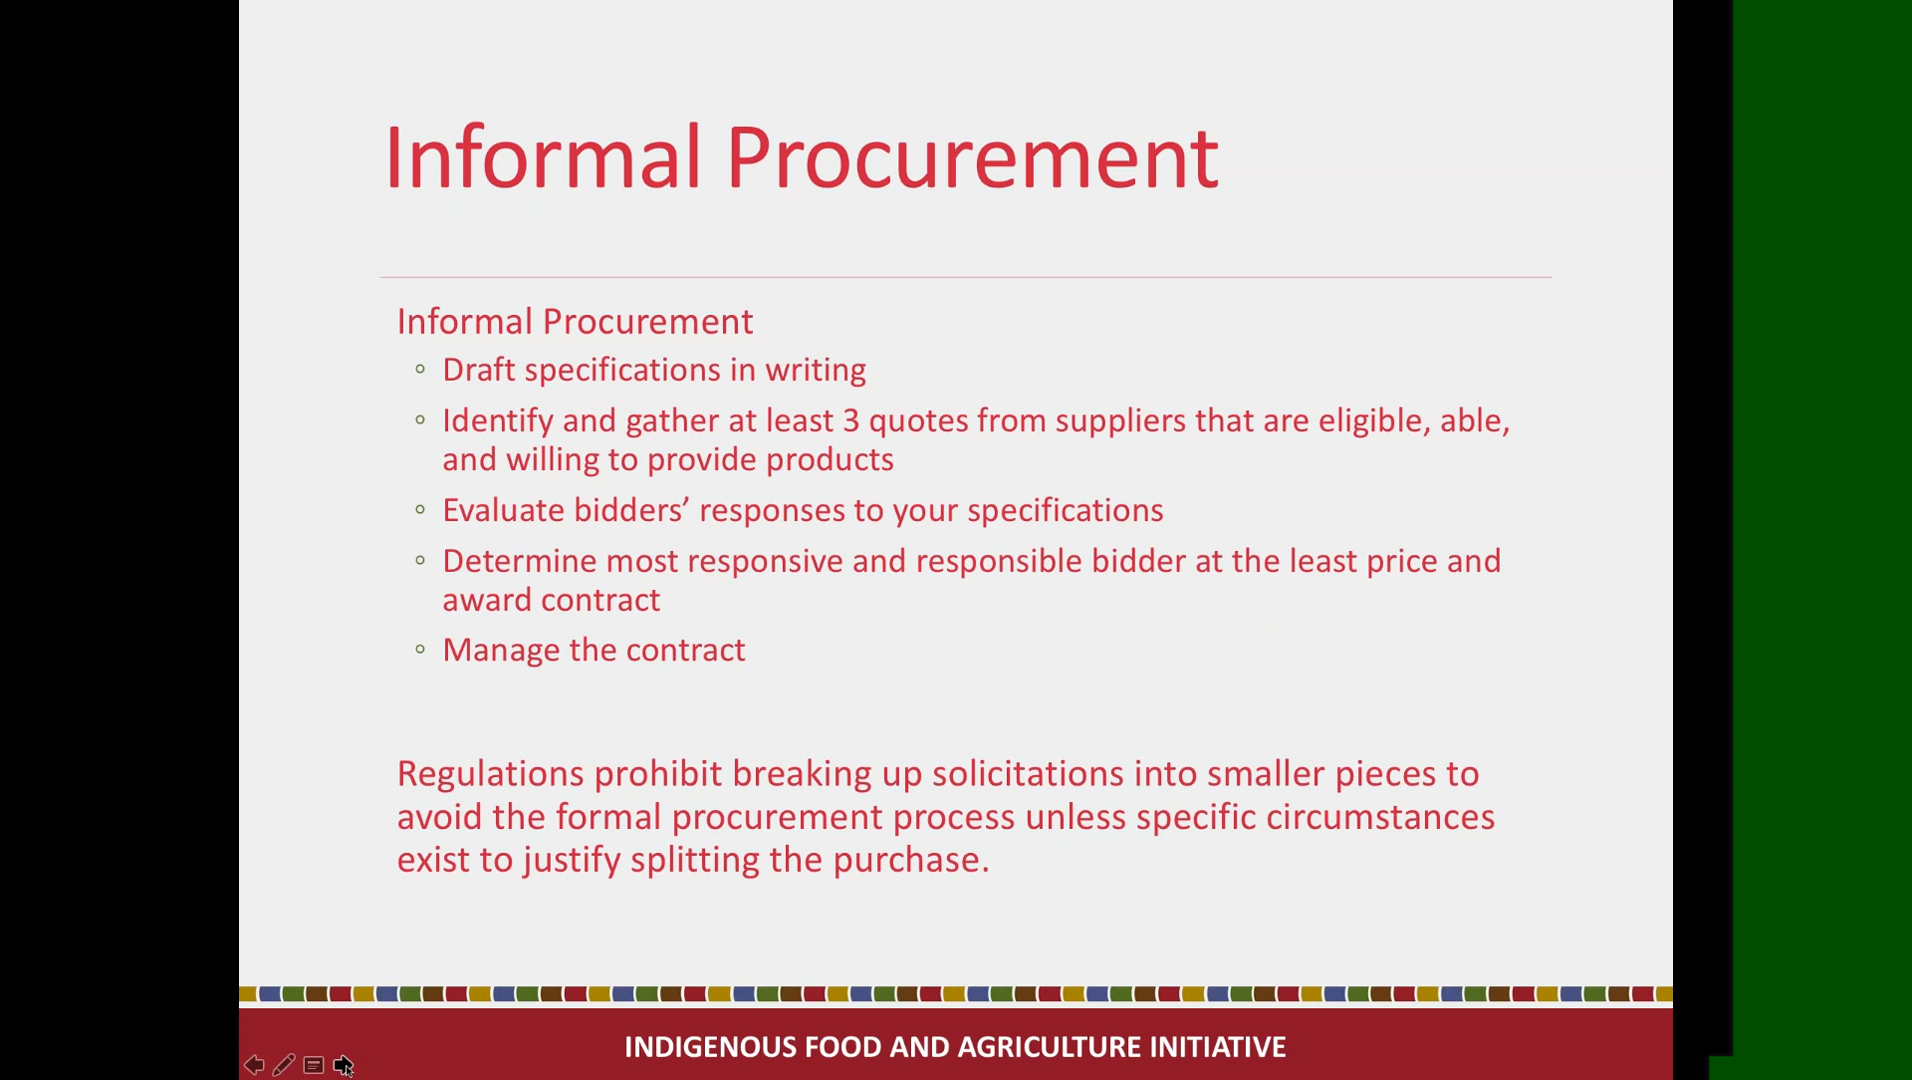 Informal Procurement
Informal Procurement
◦ Draft specifications in writing
◦ Identify and gather at least 3 quotes from suppliers that are eligible, able,
and willing to provide products
◦ Evaluate bidders’ responses to your specifications
◦ Determine most responsive and responsible bidder at the least price and
award contract
◦ Manage the contract
Regulations prohibit breaking up solicitations into smaller pieces to
avoid the formal procurement process unless specific circumstances
exist to justify splitting the purchase.
INDIGENOUS FOOD AND AGRICULTURE INITIATIVE